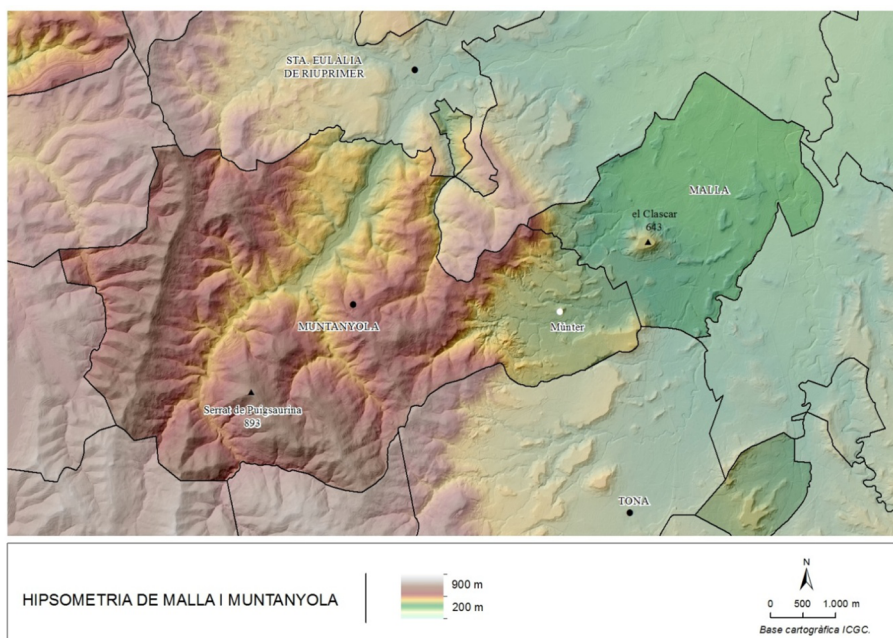 STA. EULALIA
DE RIUPRIMER
MALLA
el Clascar
643
MUNTANYOLA
Múnter
Serrat de Puigsaurina
893
TONA
HIPSOMETRIA DE MALLA I MUNTANYOLA
900 m
200 m
N
0 500 1.000 m
Base cartogràfica ICGC.